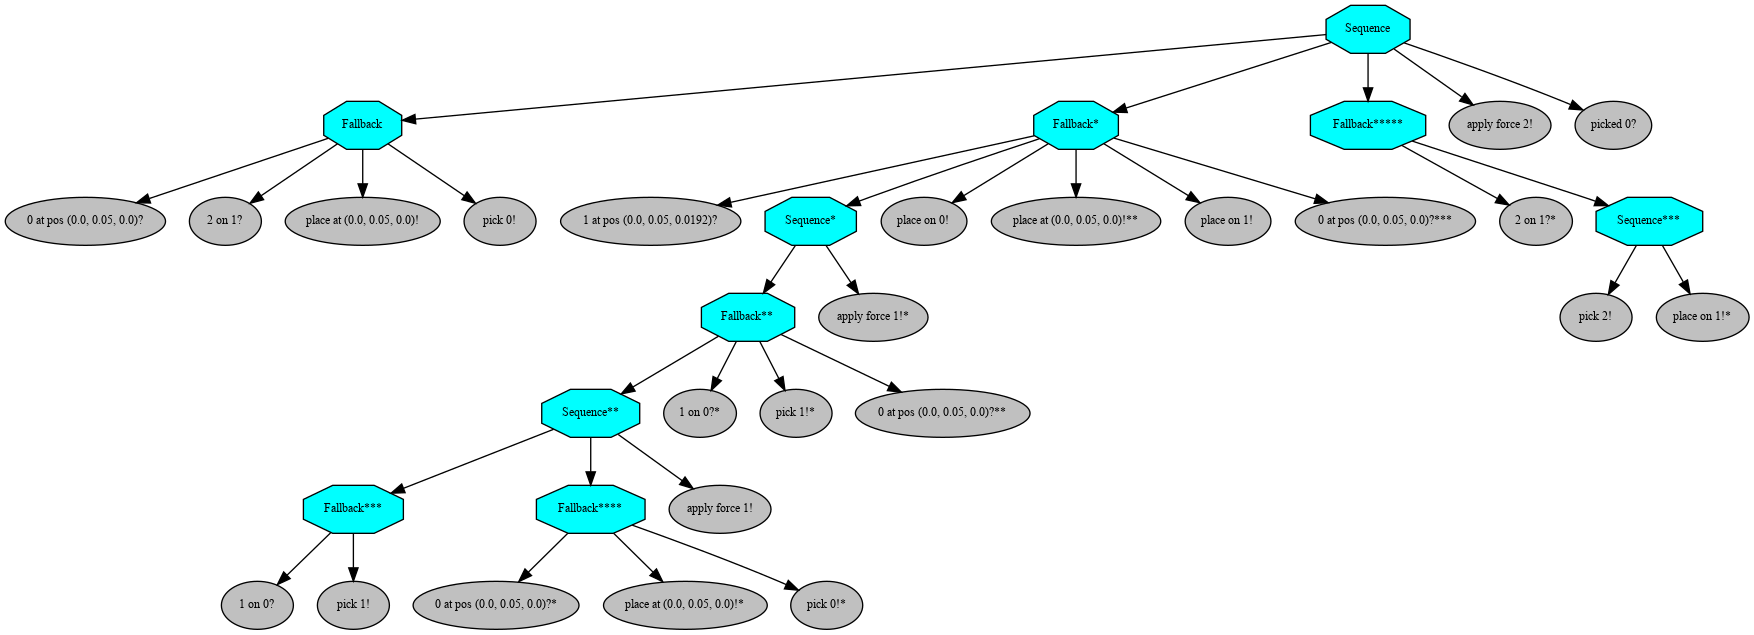 Sequence
Fallback
Fallback*
Fallback*****
apply force 2!
picked 0?
0 at pos (0.0, 0.05, 0.0)?
2 on 1?
place at (0.0, 0.05, 0.0)!
pick 0!
1 at pos (0.0, 0.05, 0.0192)?
Sequence*
place on 0!
place at (0.0, 0.05, 0.0)!**
place on 1!
0 at pos (0.0, 0.05, 0.0)?***
2 on 1?*
Sequence***
Fallback**
apply force 1!*
pick 2!
place on 1!*
Sequence**
1 on 0?*
pick 1!*
0 at pos (0.0, 0.05, 0.0)?**
Fallback***
Fallback****
apply force 1!
1 on 0?
pick 1!
0 at pos (0.0, 0.05, 0.0)?*
place at (0.0, 0.05, 0.0)!*
pick 0!*